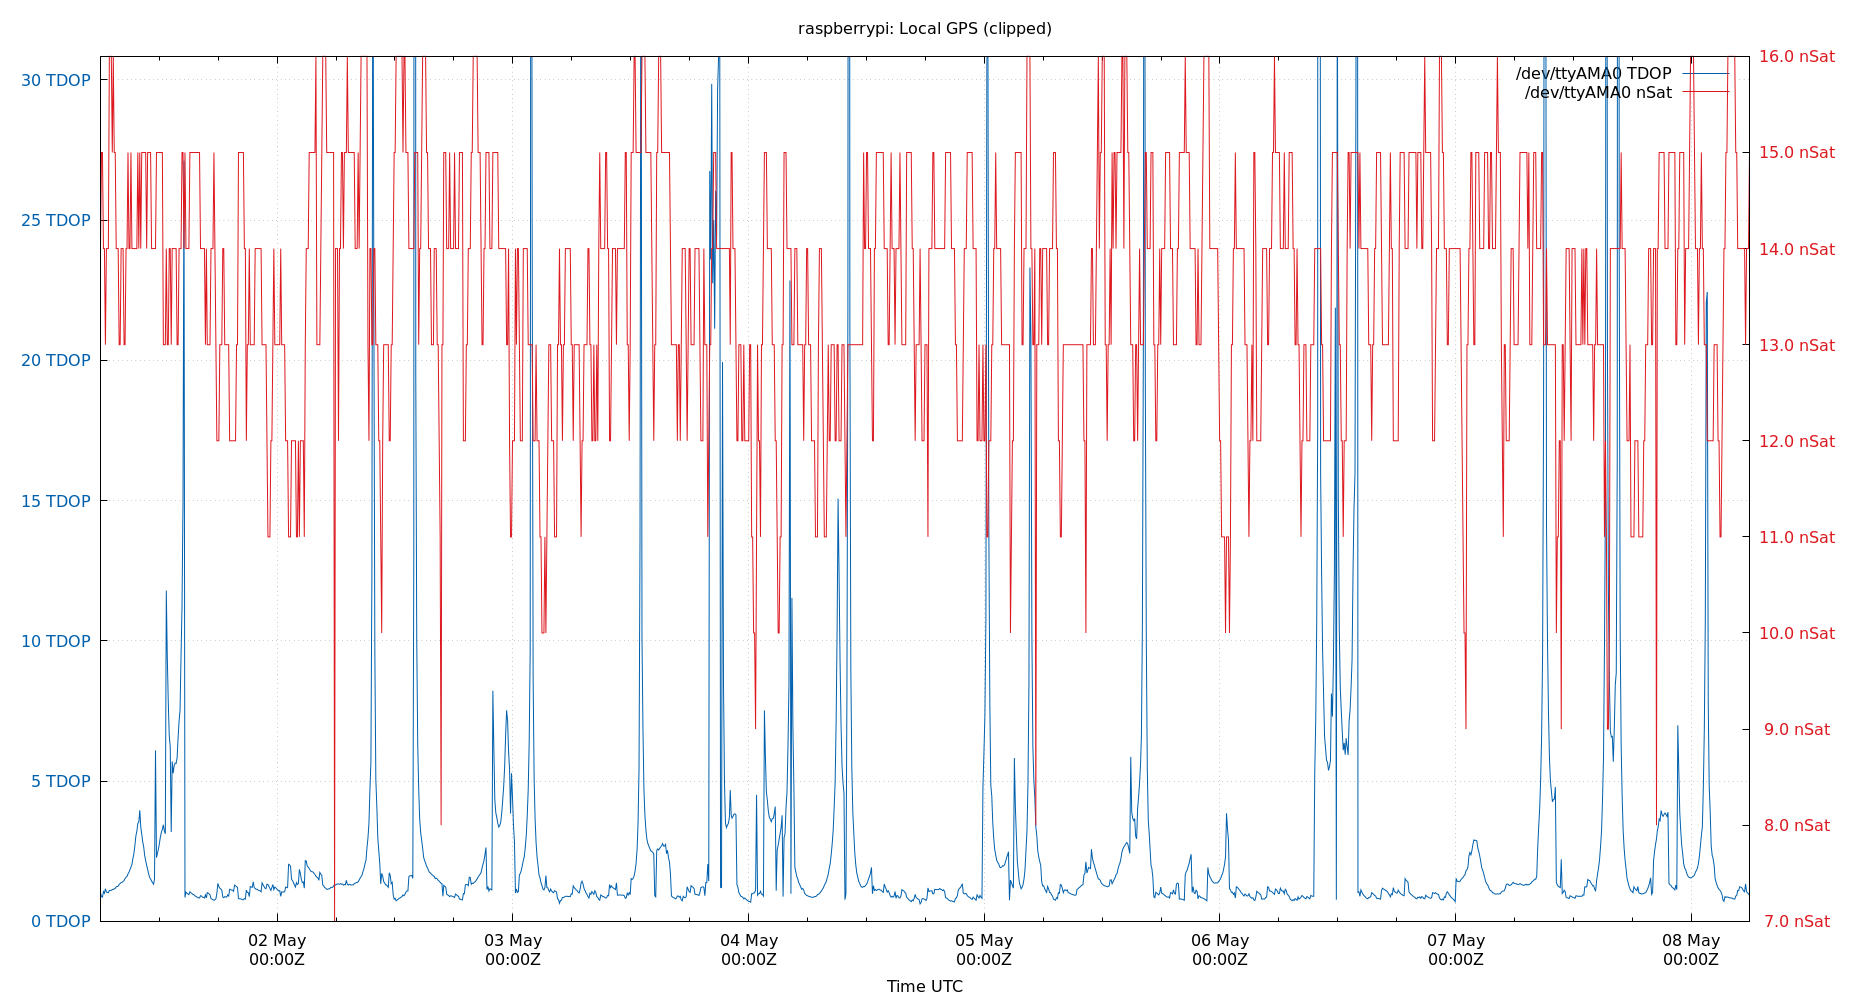 raspberrypi: Local GPS (clipped)
30 TDOP
25 TDOP
20 TDOP
15 TDOP
10 TDOP
5 TDOP
0 TDOP
/dev/ttyAMA0 TDOP
/dev/ttyAMA0 nSat
16.0 nSat
15.0 nSat
14.0 nSat
13.0 nSat
12.0 nSat
11.0 nSat
10.0 nSat
9.0 nSat
8.0 nSat
7.0 nSat
02 May
00:00Z
03 May
00:00Z
04 May
00:00Z
05 May
00:00Z
06 May
00:00Z
07 May
00:00Z
08 May
00:00Z
Time UTC